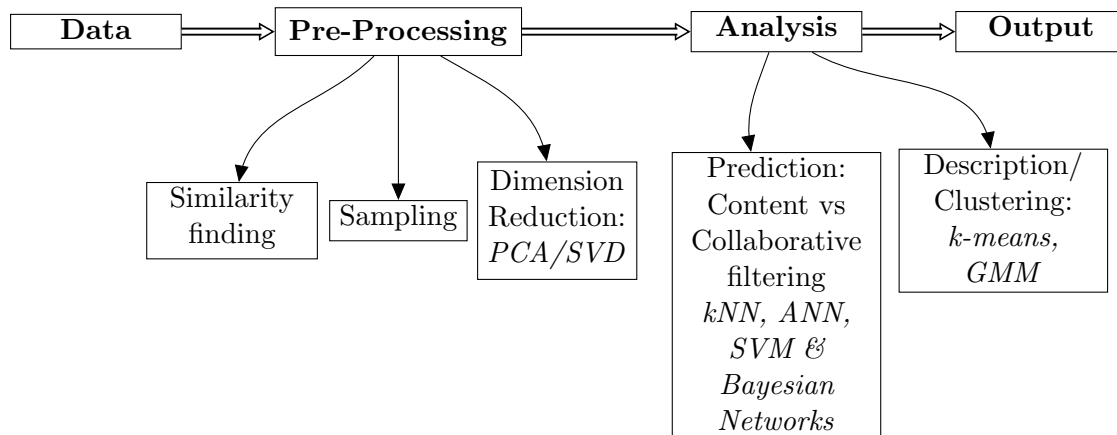 Data
Pre-Processing
Analysis
Output
Similarity
finding
Sampling
Dimension
Reduction:
PCA/SVD
Prediction:
Content vs
Collaborative
filtering
kNN, ANN,
SVM &
Bayesian
Networks
Description/
Clustering:
k-means,
GMM